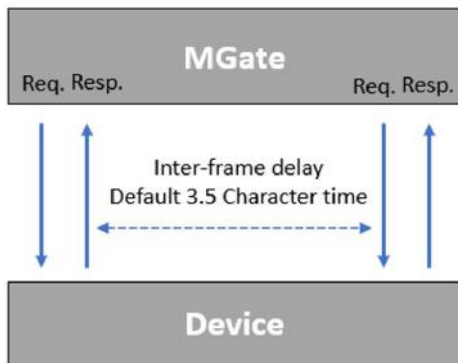 MGate
Req. Resp.
Req. Resp.
Inter-frame delay
Default 3.5 Character time
Device